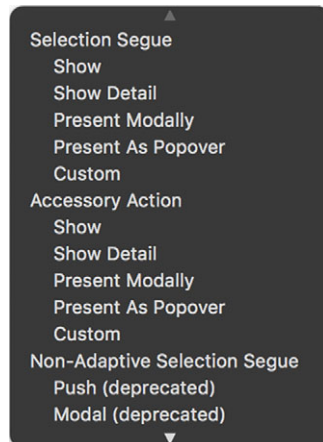 Selection Segue
Show
Show Detail
Present Modally
Present As Popover
Custom
Accessory Action
Show
Show Detail
Present Modally
Present As Popover
Custom
Non-Adaptive Selection Segue
Push (deprecated)
Modal (deprecated)